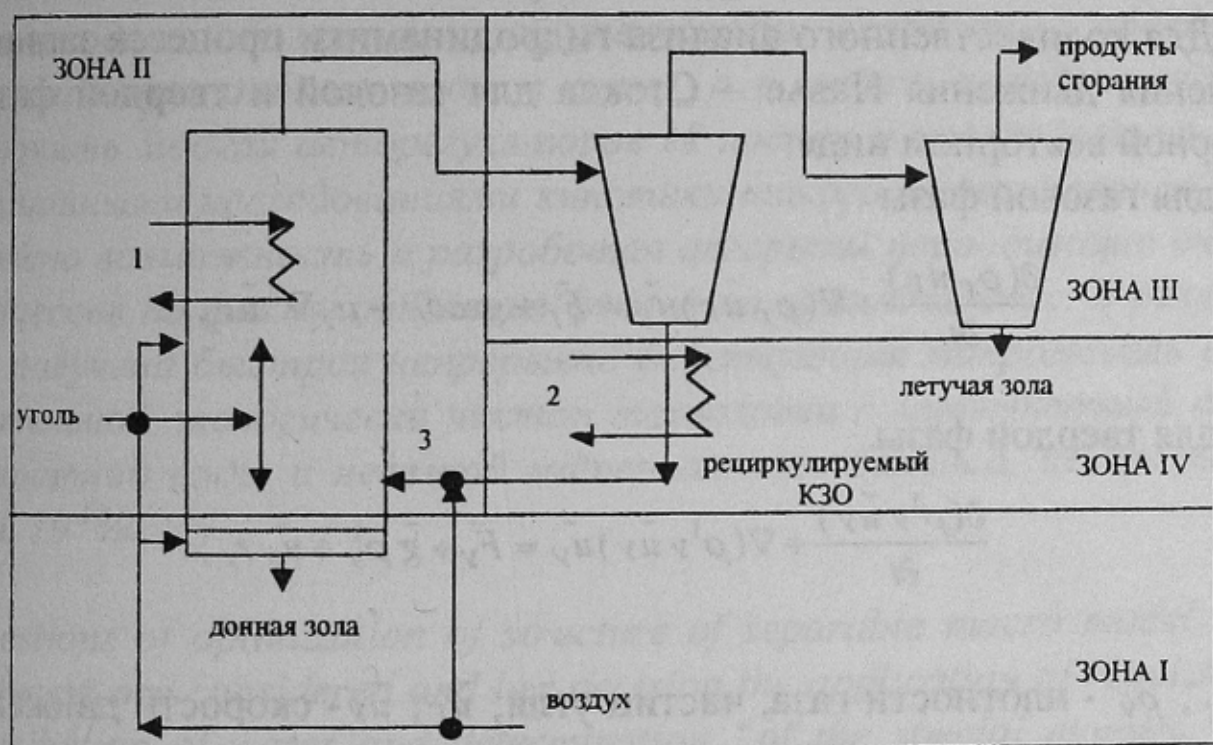 ЗОНА II
продукты
сгорания
1
ЗОНА III
2
летучая зола
уголь
3
рециркулируемый
КЗО
ЗОНА IV
донная зола
ЗОНА I
воздух